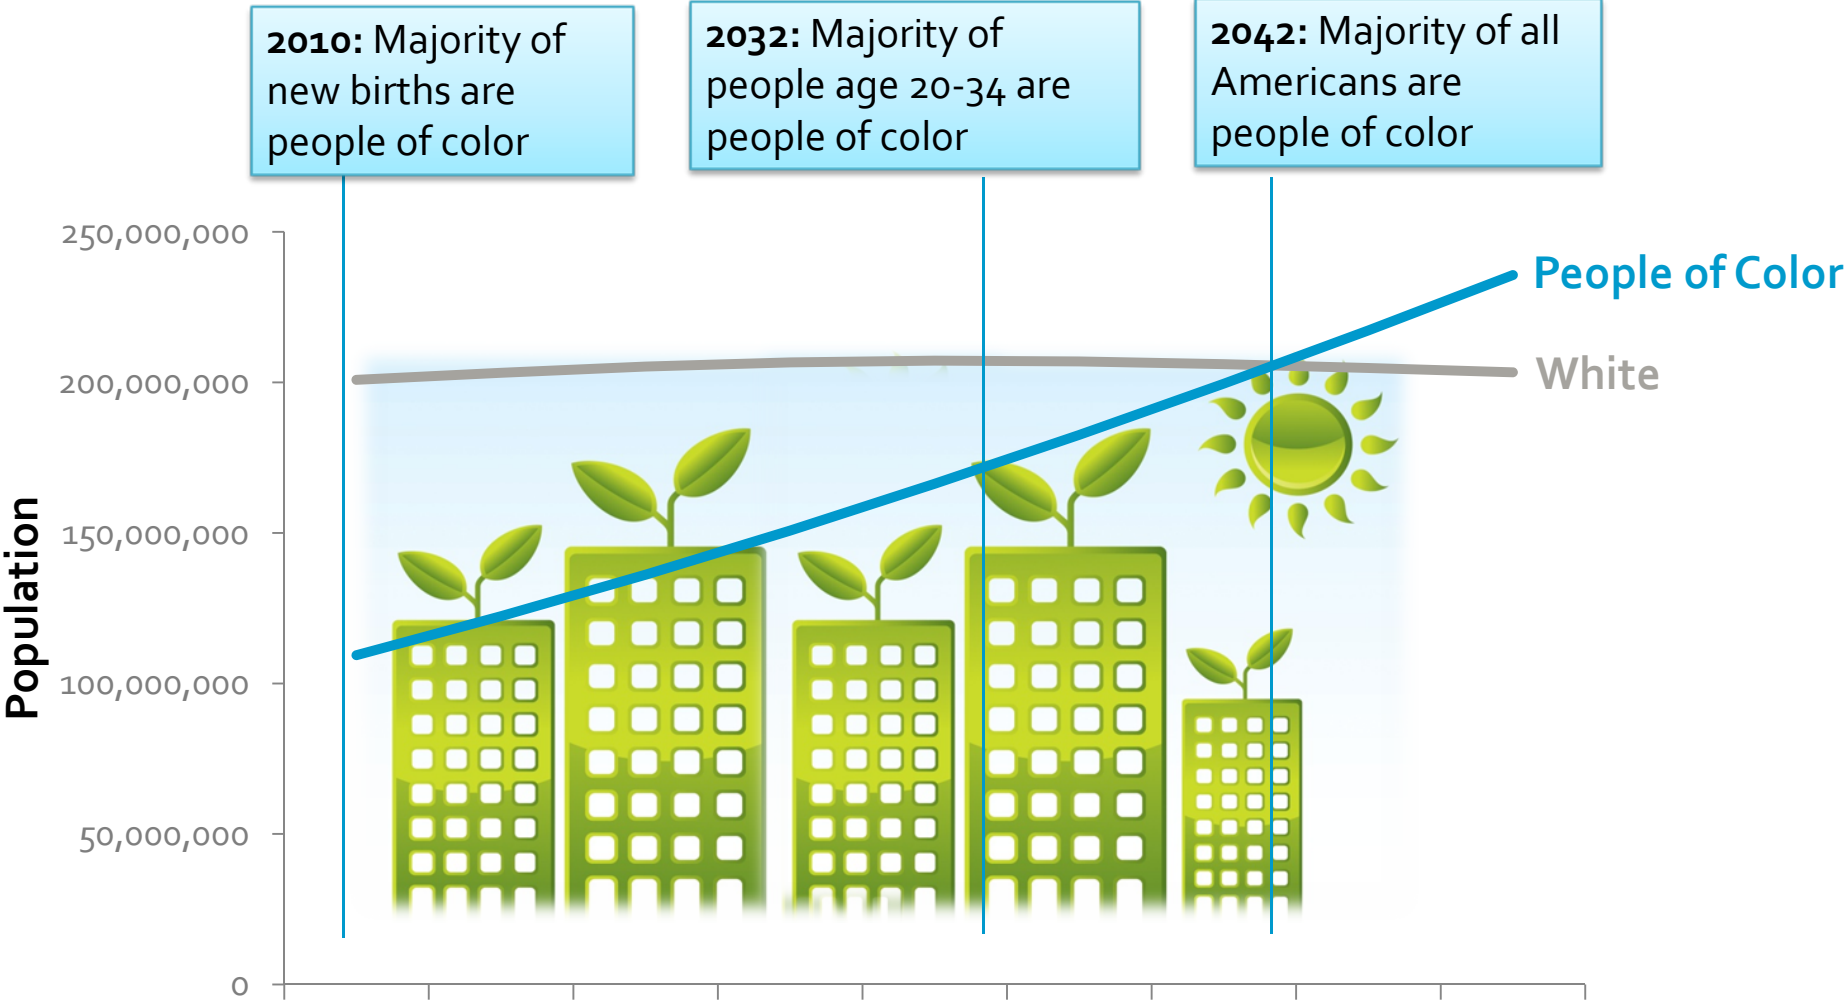 2010: Majority of
new births are
people of color
2032: Majority of
people age 20-34 are
people of color
2042: Majority of all
Americans are
people of color
250,000,000
200,000,000
150,000,000
100,000,000
50,000,000
0
Population
People of Color
White